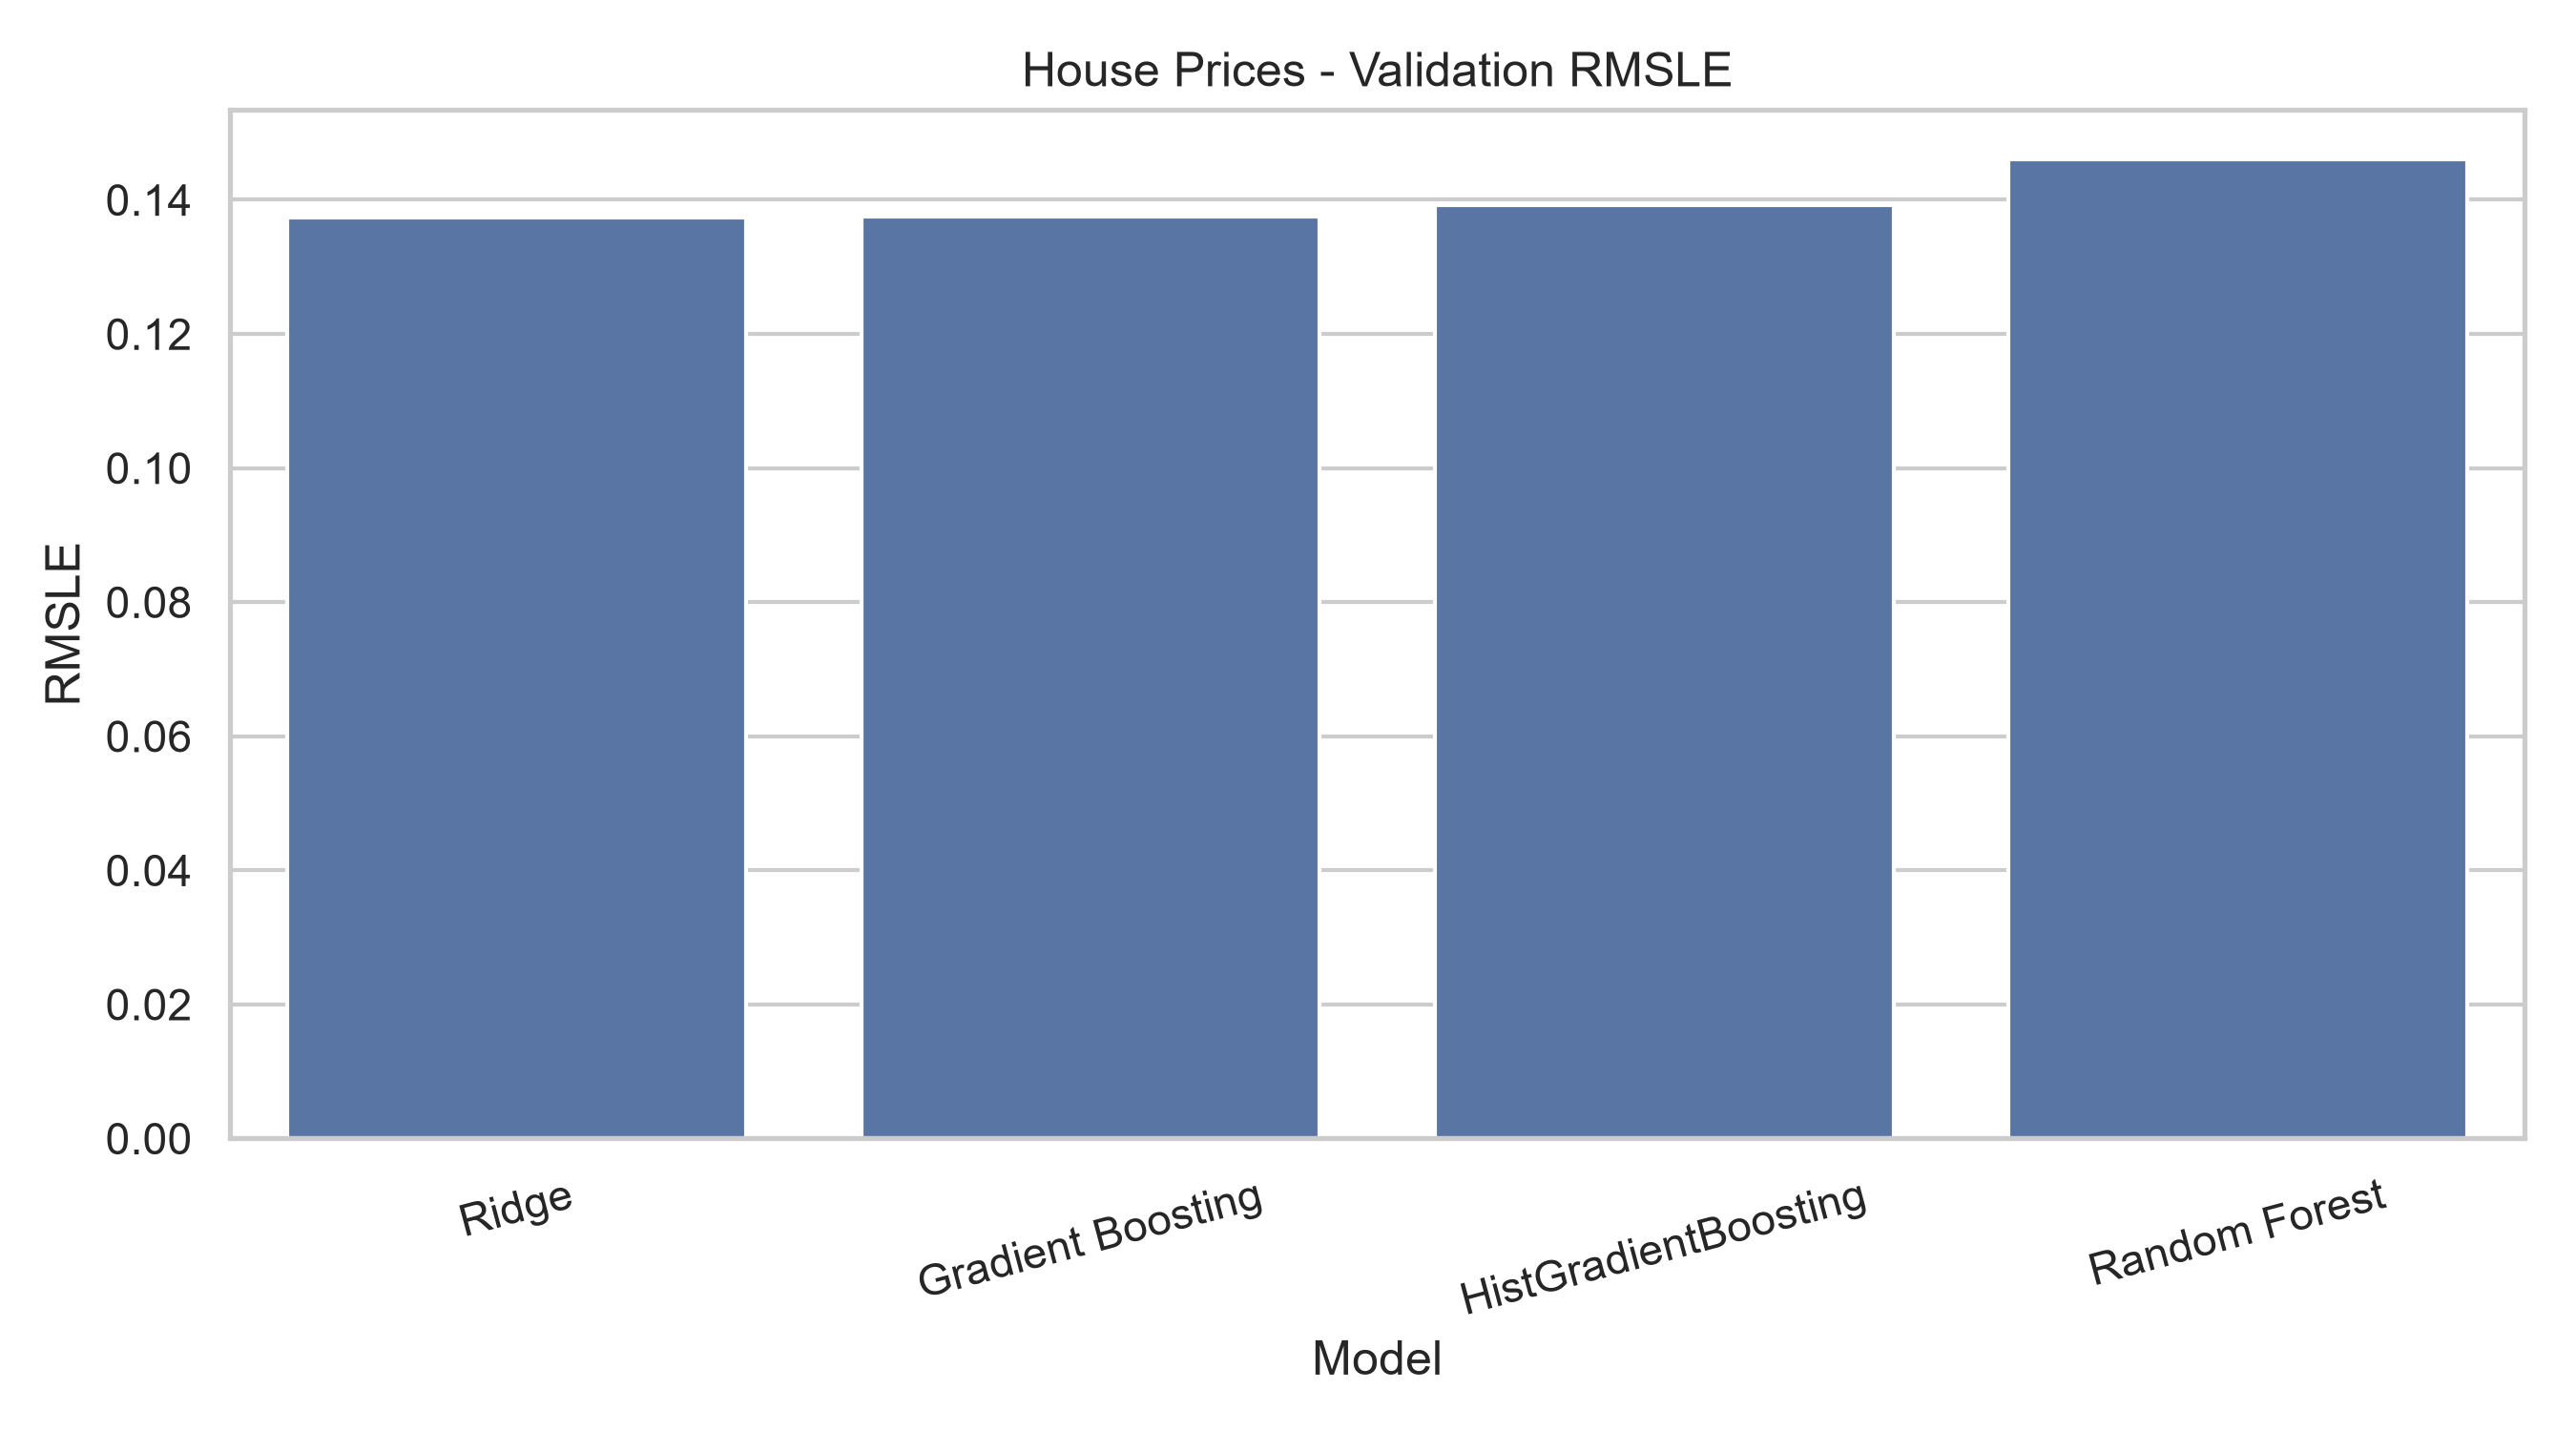 House Prices - Validation RMSLE
0.14
0.12
0.10
0.08
0.06
0.04
0.02
0.00
RMSLE
Ridge
Gradient Boosting
HistGradientBoosting
Random Forest
Model